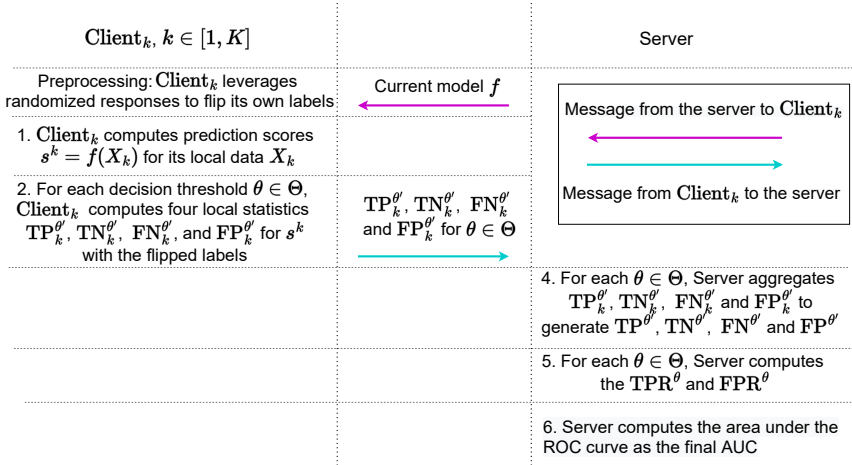 Client_k, k ∈ [1, K]
Server
Preprocessing: Client_k leverages
randomized responses to flip its own labels
Current model f
Message from the server to Client_k
Message from Client_k to the server
1. Client_k computes prediction scores
s^k = f(X_k) for its local data X_k
2. For each decision threshold θ ∈ Θ,
Client_k computes four local statistics
TP_k^θ′, TN_k^θ′, FN_k^θ′, and FP_k^θ′ for s^k
with the flipped labels
TP_k^θ′, TN_k^θ′, FN_k^θ′
and FP_k^θ′ for θ ∈ Θ
4. For each θ ∈ Θ, Server aggregates
TP_k^θ′, TN_k^θ′, FN_k^θ′ and FP_k^θ′ to
generate TP^θ′, TN^θ′, FN^θ′ and FP^θ′
5. For each θ ∈ Θ, Server computes
the TPR^θ and FPR^θ
6. Server computes the area under the
ROC curve as the final AUC